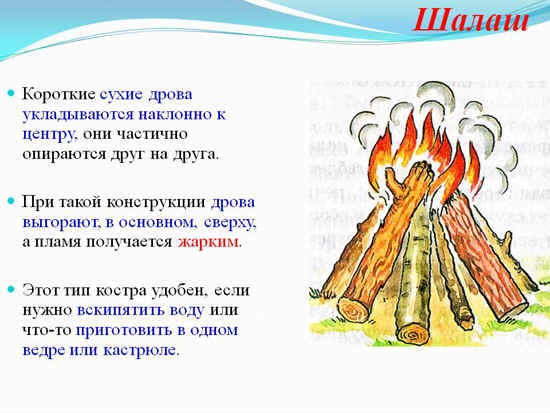 Шалаш
Короткие сухие дрова
укладываются наклонно к
центру, они частично
опираются друг на друга.
При такой конструкции дрова
выгорают, в основном, сверху,
а пламя получается жарким.
Этот тип костра удобен, если
нужно вскипятить воду или
что-то приготовить в одном
ведре или кастрюле.